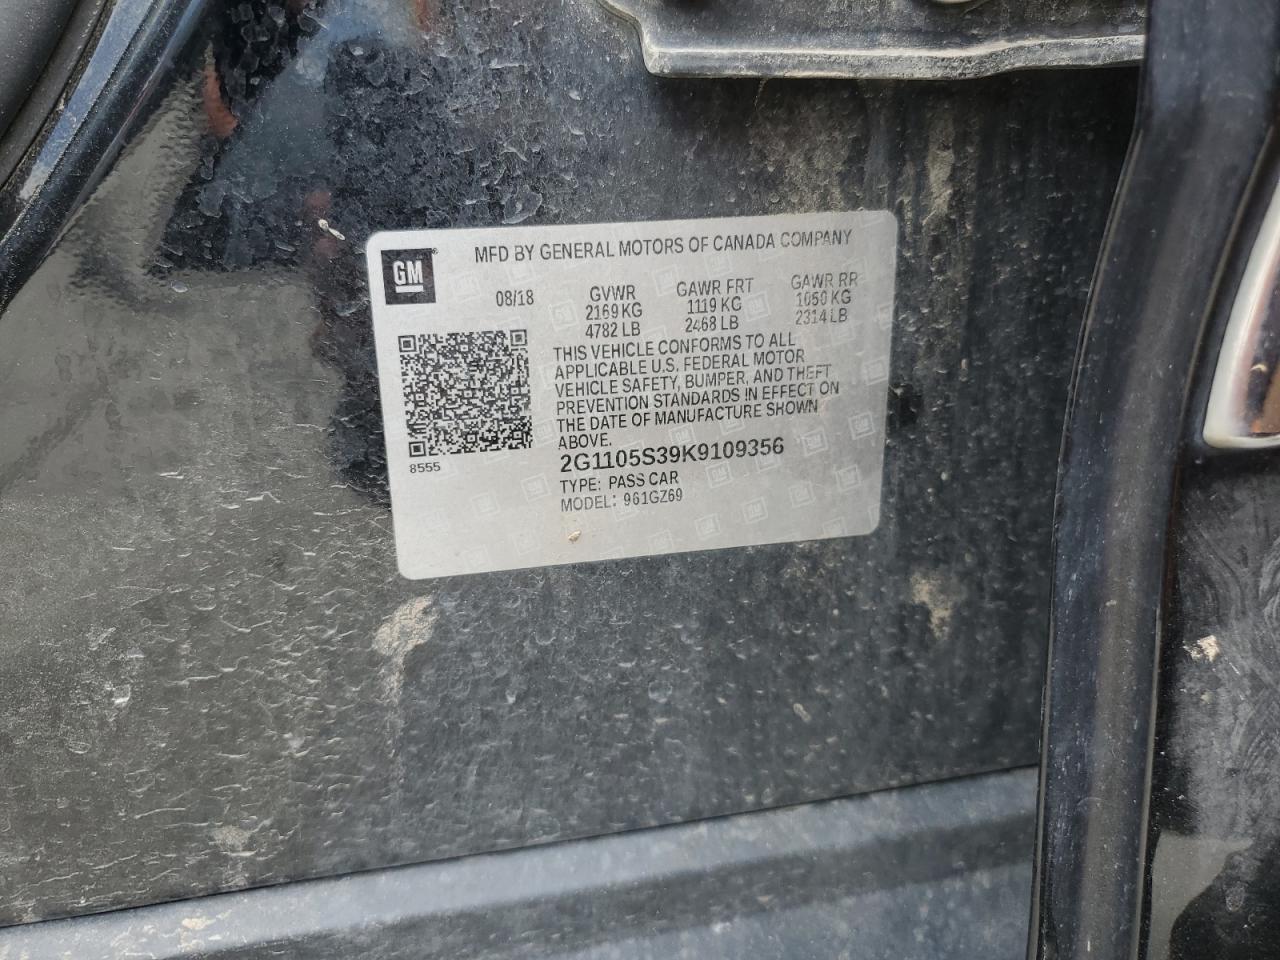 GM
MFD BY GENERAL MOTORS OF CANADA COMPANY
08/18 GVWR GAWR FRT GAWR RR
2169 KG 1119 KG 1050 KG
4782 LB 2468 LB 2314 LB
THIS VEHICLE CONFORMS TO ALL
APPLICABLE U.S. FEDERAL MOTOR
VEHICLE SAFETY, BUMPER, AND THEFT
PREVENTION STANDARDS IN EFFECT ON
THE DATE OF MANUFACTURE SHOWN
ABOVE.
8555
2G1105S39K9109356
TYPE: PASS CAR
MODEL: 961GZ69